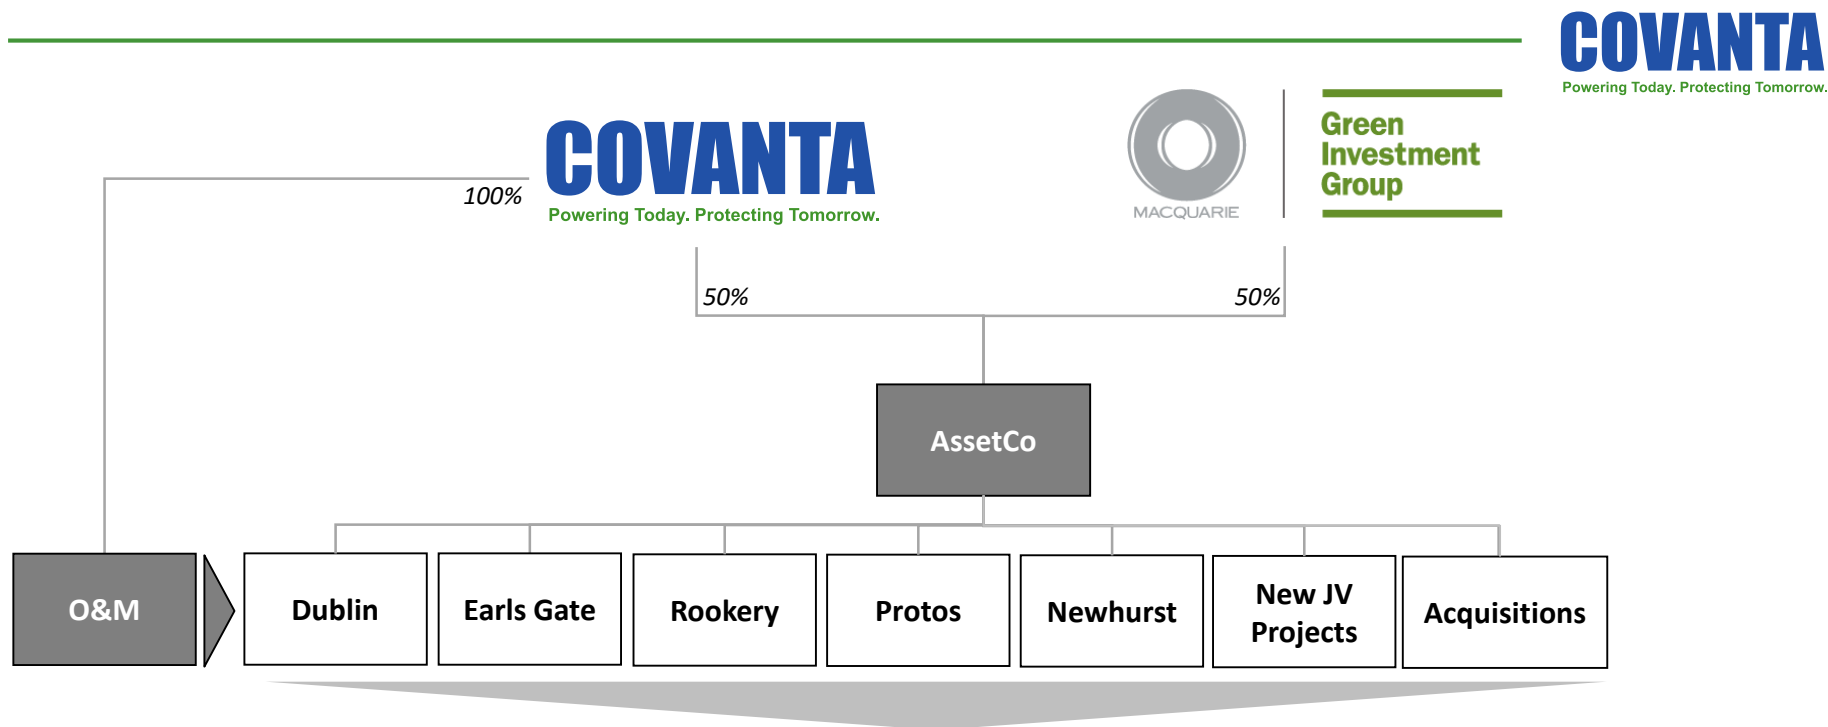 COVANTA
Powering Today. Protecting Tomorrow.
COVANTA
Powering Today. Protecting Tomorrow.
MACQUARIE
Green
Investment
Group
100%
50%
50%
AssetCo
O&M
Dublin
Earls Gate
Rookery
Protos
Newhurst
New JV
Projects
Acquisitions